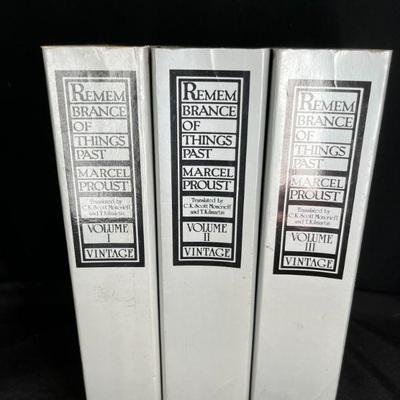 REMEM
BRANCE
OF
THINGS
PAST
MARCEL
PROUST
Translated by
C.K. Scott Moncrieff
and T. Kilmartin
VOLUME
I
VINTAGE
REMEM
BRANCE
OF
THINGS
PAST
MARCEL
PROUST
Translated by
C.K. Scott Moncrieff
and T. Kilmartin
VOLUME
II
VINTAGE
REMEM
BRANCE
OF
THINGS
PAST
MARCEL
PROUST
Translated by
C.K. Scott Moncrieff
and T. Kilmartin
VOLUME
III
VINTAGE